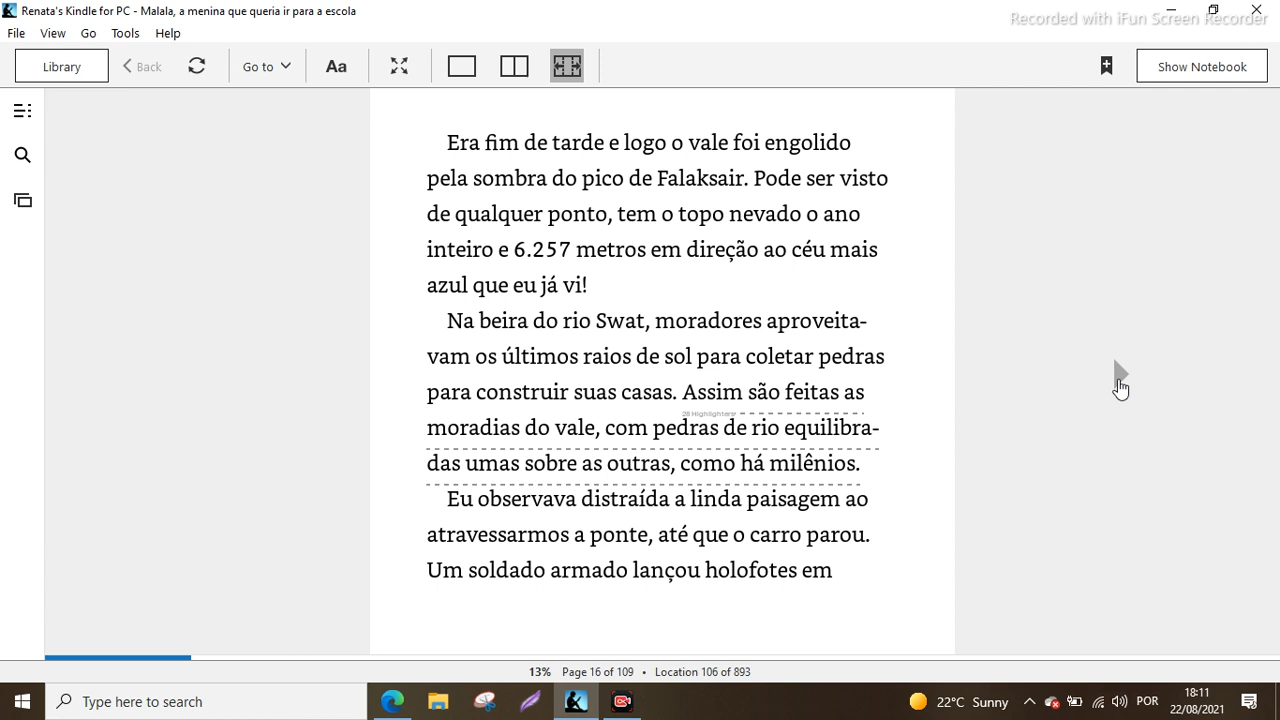 Renata's Kindle for PC - Malala, a menina que queria ir para a escola
Recorded with iFun Screen Recorder
File View Go Tools Help
Library Back Go to Aa Show Notebook
Era fim de tarde e logo o vale foi engolido
pela sombra do pico de Falaksair. Pode ser visto
de qualquer ponto, tem o topo nevado o ano
inteiro e 6.257 metros em direção ao céu mais
azul que eu já vi!
Na beira do rio Swat, moradores aproveita-
vam os últimos raios de sol para coletar pedras
para construir suas casas. Assim são feitas as
28 Highlighters
moradias do vale, com pedras de rio equilibra-
das umas sobre as outras, como há milênios.
Eu observava distraída a linda paisagem ao
atravessarmos a ponte, até que o carro parou.
Um soldado armado lançou holofotes em
13% Page 16 of 109 • Location 106 of 893
Type here to search
22°C Sunny
POR
18:11
22/08/2021